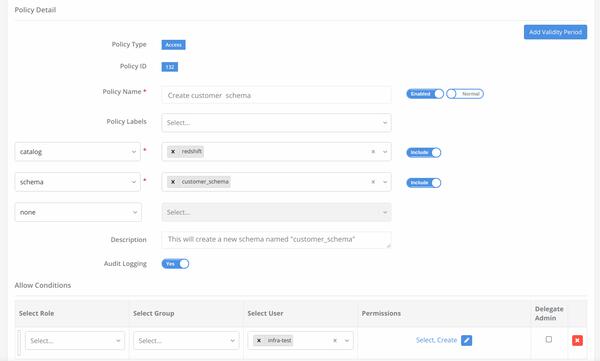 Policy Detail
Add Validity Period
Policy Type Access
Policy ID 132
Policy Name * Create customer schema Enabled Normal
Policy Labels Select...
catalog * × redshift × Include
schema * × customer_schema × Include
none Select...
Description This will create a new schema named "customer_schema"
Audit Logging Yes
Allow Conditions
Select Role Select Group Select User Permissions Delegate Admin
Select... Select... × infra-test × Select, Create ×